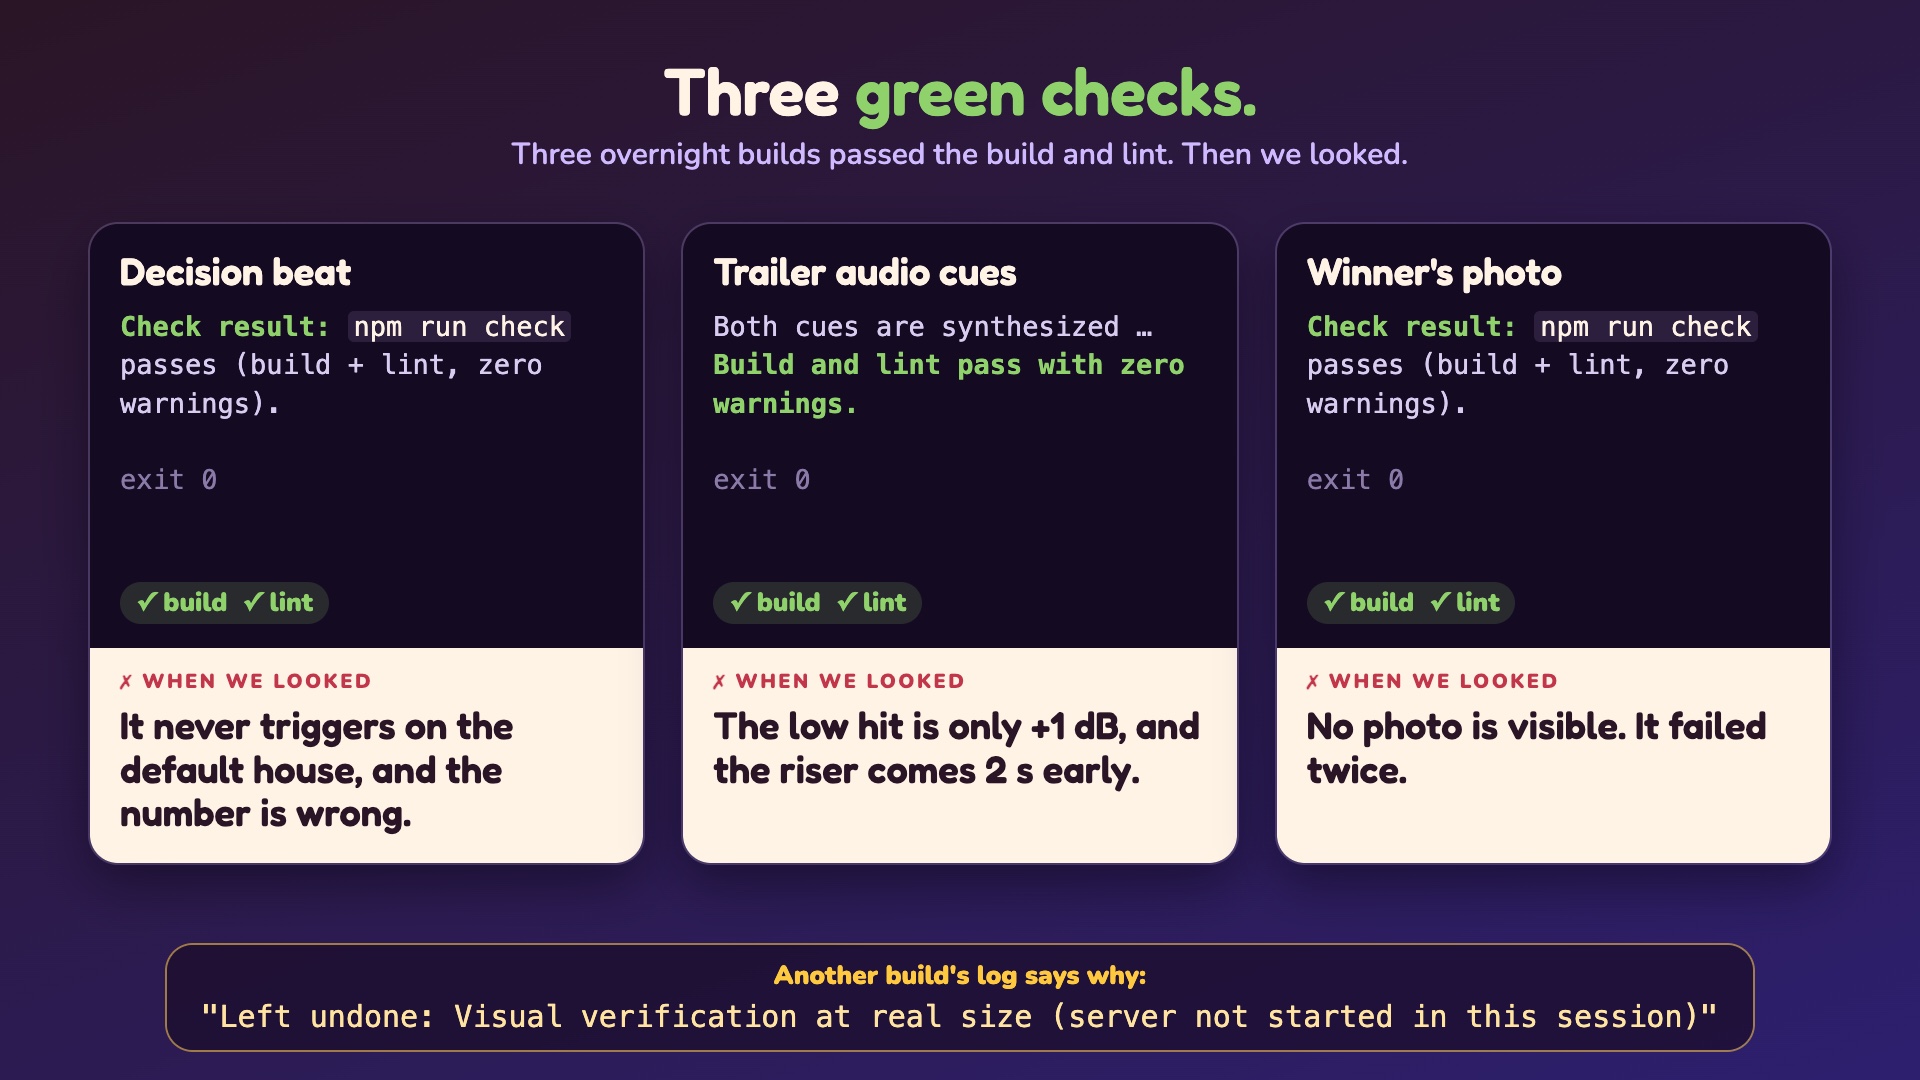 Three green checks.
Three overnight builds passed the build and lint. Then we looked.
Decision beat
Check result: npm run check
passes (build + lint, zero
warnings).
exit 0
✓ build ✓ lint
✗ WHEN WE LOOKED
It never triggers on the
default house, and the
number is wrong.
Trailer audio cues
Both cues are synthesized …
Build and lint pass with zero
warnings.
exit 0
✓ build ✓ lint
✗ WHEN WE LOOKED
The low hit is only +1 dB, and
the riser comes 2 s early.
Winner's photo
Check result: npm run check
passes (build + lint, zero
warnings).
exit 0
✓ build ✓ lint
✗ WHEN WE LOOKED
No photo is visible. It failed
twice.
Another build's log says why:
"Left undone: Visual verification at real size (server not started in this session)"